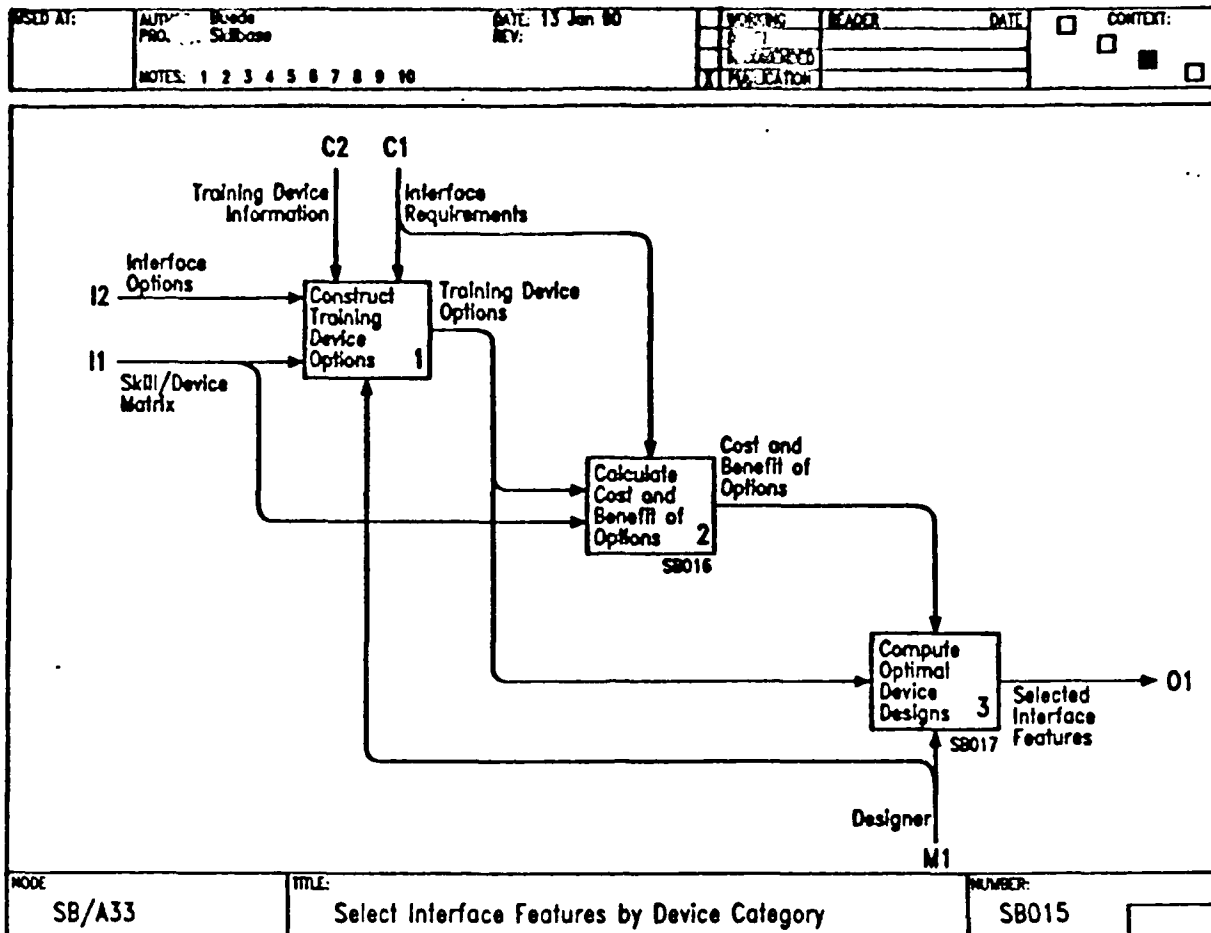 USED AT:
Buede
Skillbase
DATE: 13 Jan
REV:
NOTES: 1 2 3 4 5 6 7 8 9 10
WORKING
X PUBLICATION
READER DATE
CONTEXT:
C2 C1
Training Device
Information
Interface
Requirements
Interface
Options
I2
I1
Skill/Device
Matrix
Construct
Training
Device
Options 1
Training Device
Options
Calculate
Cost and
Benefit of
Options 2
SB016
Cost and
Benefit of
Options
Compute
Optimal
Device
Designs 3
SB017
O1
Selected
Interface
Features
Designer
M1
NODE
SB/A33
TITLE:
Select Interface Features by Device Category
NUMBER:
SB015